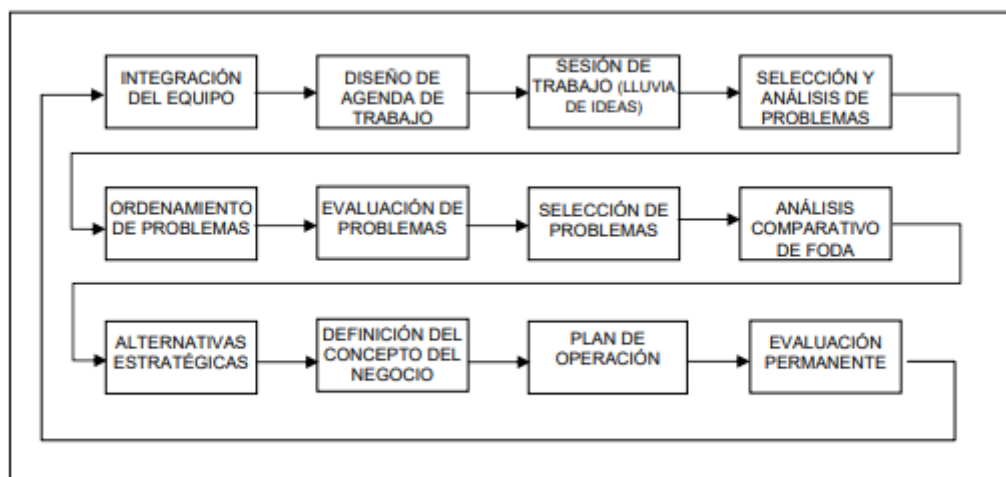 INTEGRACIÓN
DEL EQUIPO
DISEÑO DE
AGENDA DE
TRABAJO
SESIÓN DE
TRABAJO (LLUVIA
DE IDEAS)
SELECCIÓN Y
ANÁLISIS DE
PROBLEMAS
ORDENAMIENTO
DE PROBLEMAS
EVALUACIÓN DE
PROBLEMAS
SELECCIÓN DE
PROBLEMAS
ANÁLISIS
COMPARATIVO
DE FODA
ALTERNATIVAS
ESTRATÉGICAS
DEFINICIÓN DEL
CONCEPTO DEL
NEGOCIO
PLAN DE
OPERACIÓN
EVALUACIÓN
PERMANENTE